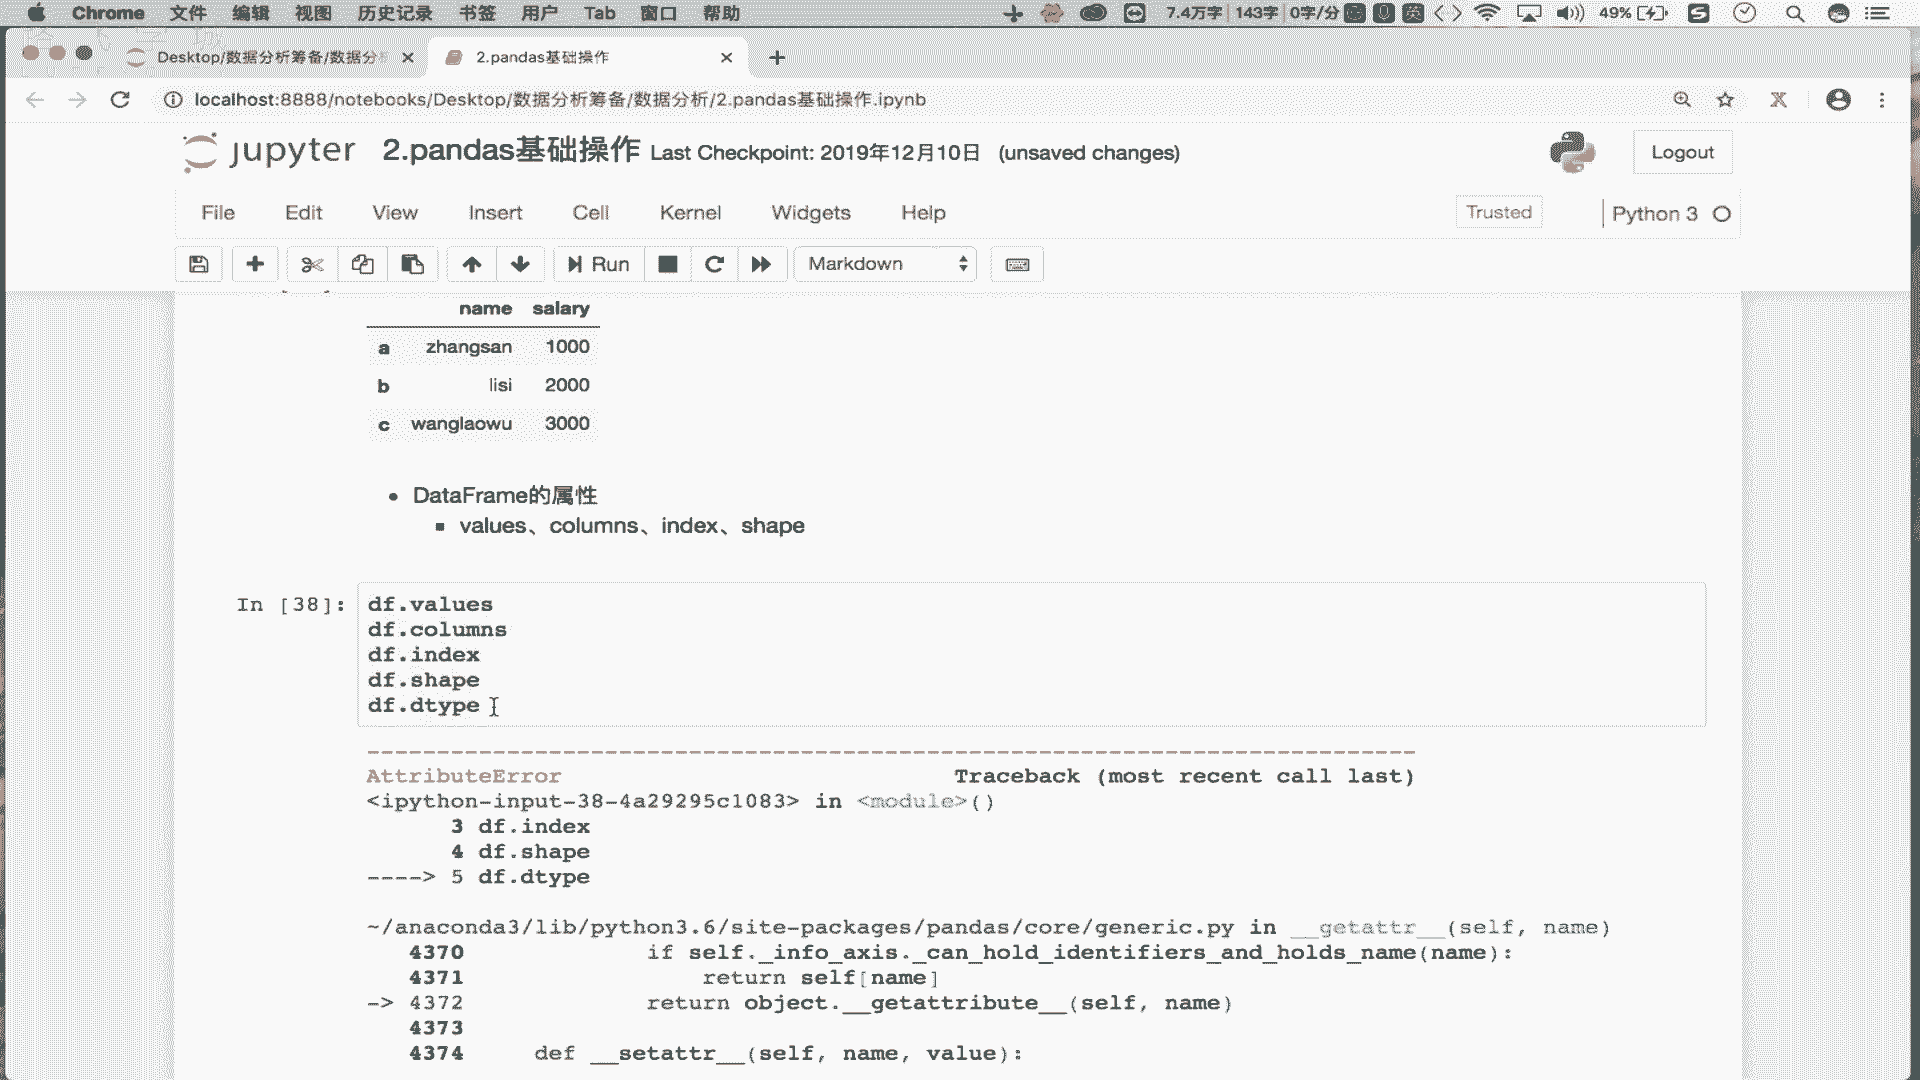 Chrome 文件 编辑 视图 历史记录 书签 用户 Tab 窗口 帮助 7.4万字 143字 0字/分 英 49%
Desktop/数据分析筹备/数据分 2.pandas基础操作
localhost:8888/notebooks/Desktop/数据分析筹备/数据分析/2.pandas基础操作.ipynb
jupyter 2.pandas基础操作 Last Checkpoint: 2019年12月10日 (unsaved changes) Logout
File Edit View Insert Cell Kernel Widgets Help Trusted Python 3
Run Markdown
name salary
a zhangsan 1000
b lisi 2000
c wanglaowu 3000
• DataFrame的属性
▪ values、columns、index、shape
In [38]: df.values
df.columns
df.index
df.shape
df.dtype
---------------------------------------------------------------------------
AttributeError Traceback (most recent call last)
<ipython-input-38-4a29295c1083> in <module>()
3 df.index
4 df.shape
----> 5 df.dtype
~/anaconda3/lib/python3.6/site-packages/pandas/core/generic.py in __getattr__(self, name)
4370 if self._info_axis._can_hold_identifiers_and_holds_name(name):
4371 return self[name]
-> 4372 return object.__getattribute__(self, name)
4373
4374 def __setattr__(self, name, value):